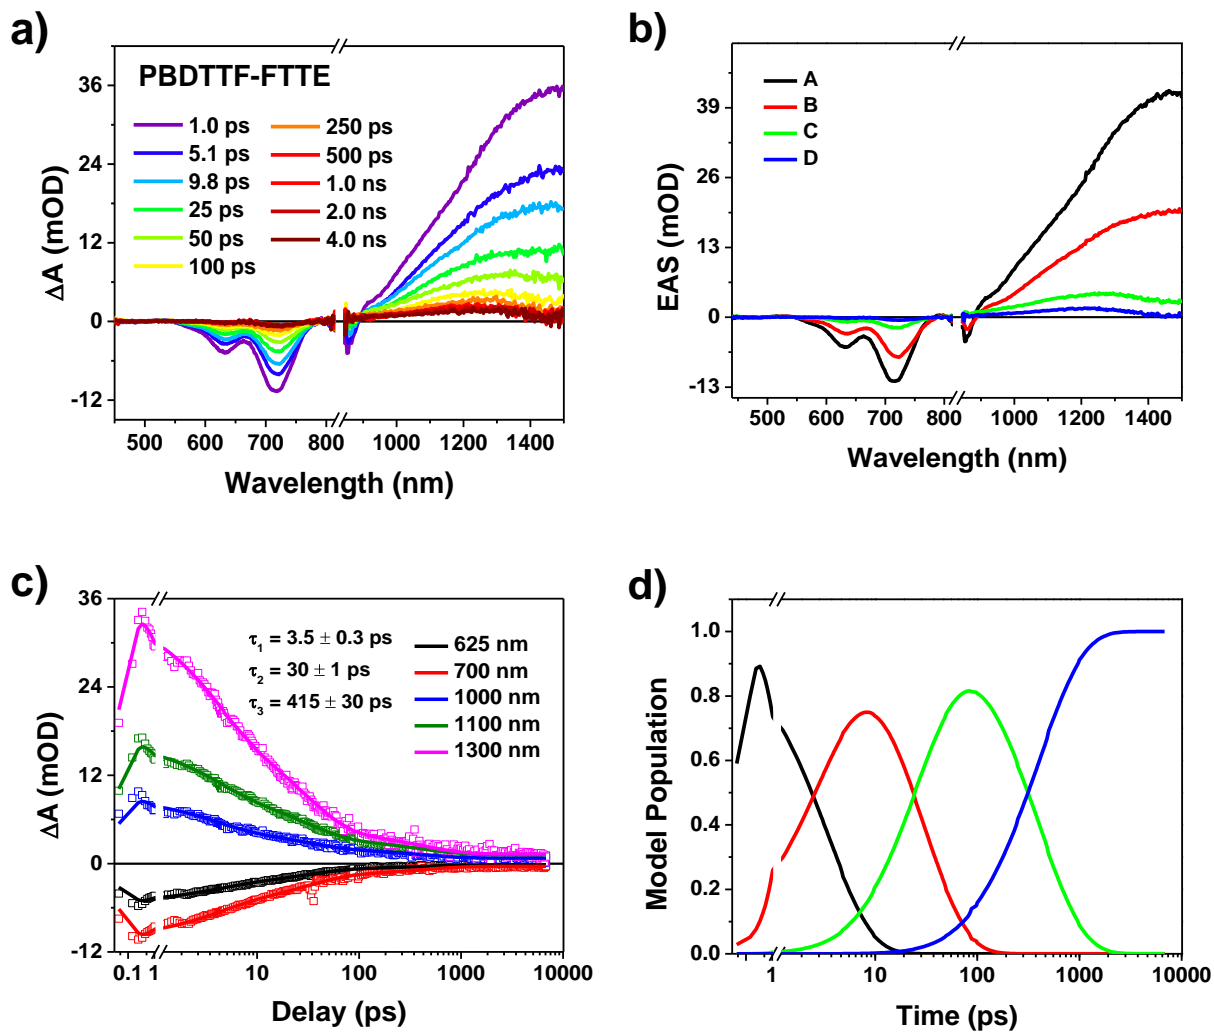 a)
PBDTTF-FTTE
1.0 ps
5.1 ps
9.8 ps
25 ps
50 ps
100 ps
250 ps
500 ps
1.0 ns
2.0 ns
4.0 ns
36
24
12
0
-12
ΔA (mOD)
500 600 700 800 1000 1200 1400
Wavelength (nm)
b)
A
B
C
D
39
26
13
0
-13
EAS (mOD)
500 600 700 800 1000 1200 1400
Wavelength (nm)
c)
τ1 = 3.5 ± 0.3 ps
τ2 = 30 ± 1 ps
τ3 = 415 ± 30 ps
625 nm
700 nm
1000 nm
1100 nm
1300 nm
36
24
12
0
-12
ΔA (mOD)
0.1 1 10 100 1000 10000
Delay (ps)
d)
1.0
0.8
0.6
0.4
0.2
0.0
Model Population
1 10 100 1000 10000
Time (ps)